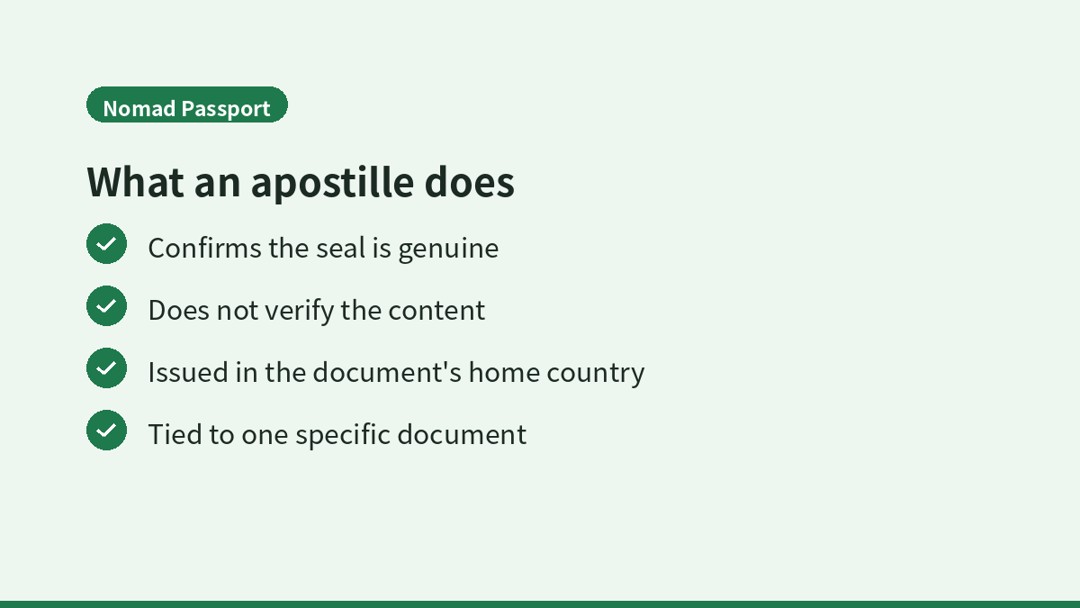 Nomad Passport
What an apostille does
Confirms the seal is genuine
Does not verify the content
Issued in the document's home country
Tied to one specific document